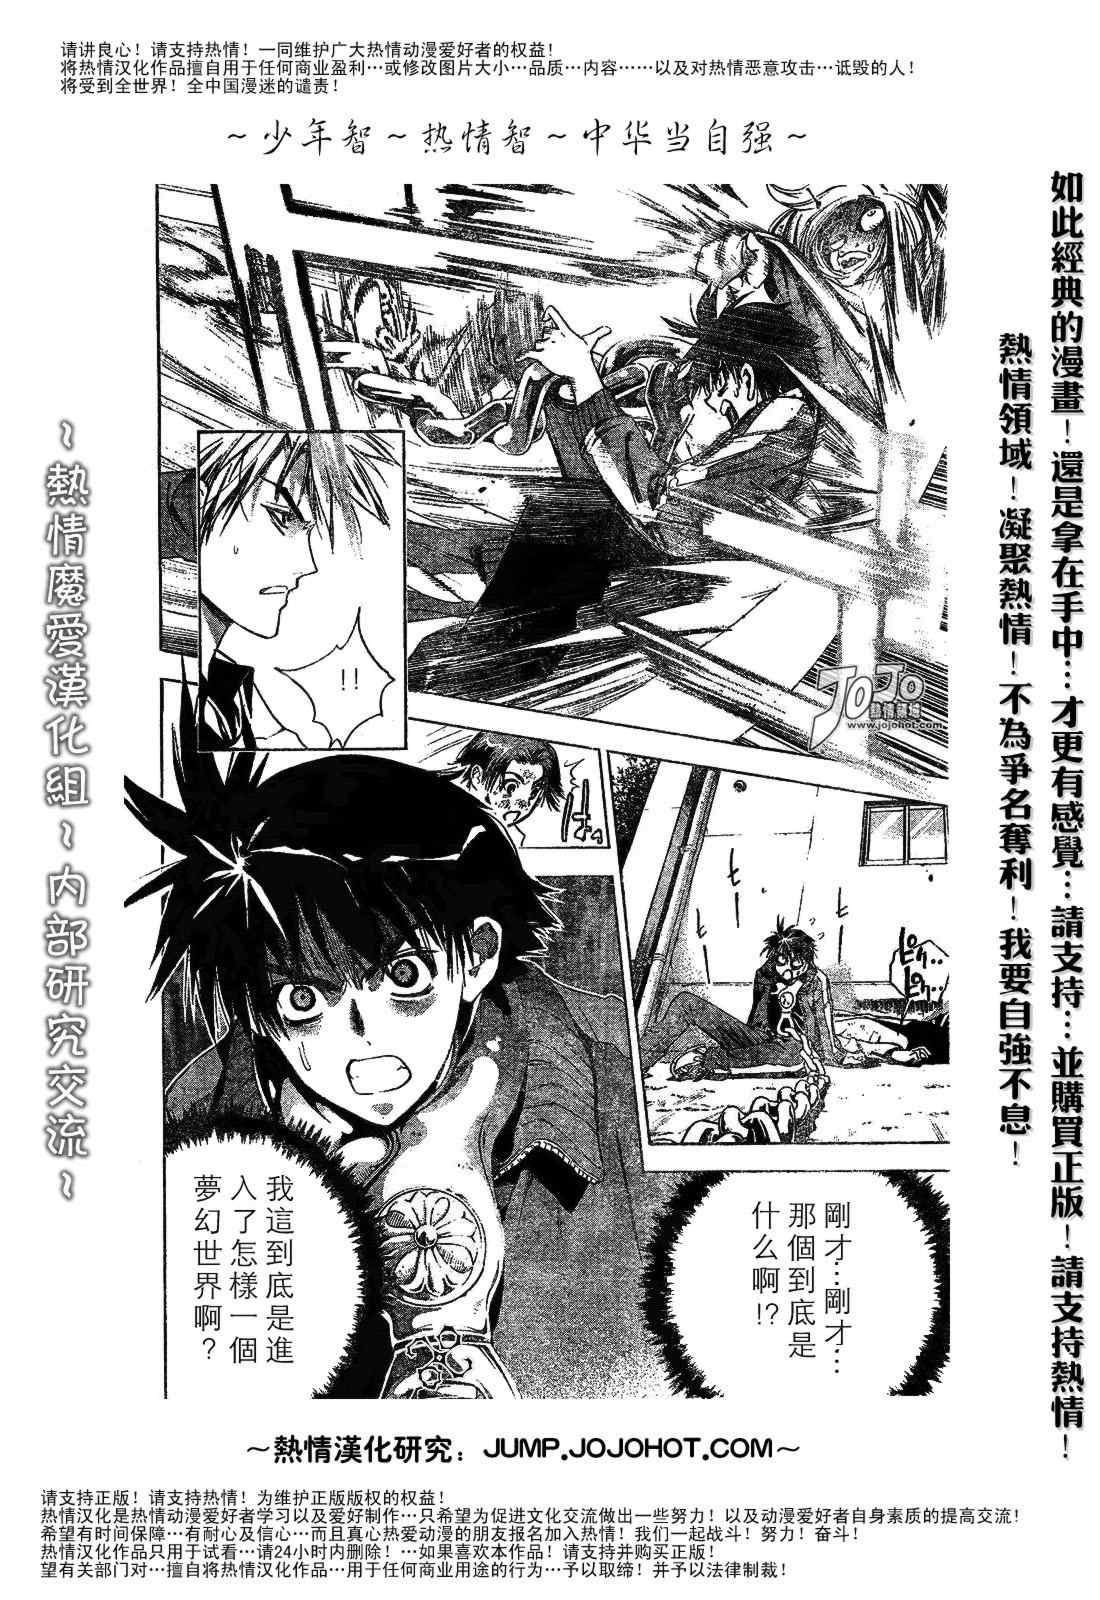 请讲良心！请支持热情！一同维护广大热情动漫爱好者的权益！
将热情汉化作品擅自用于任何商业盈利…或修改图片大小…品质…内容……以及对热情恶意攻击…诋毁的人！
将受到全世界！全中国漫迷的谴责！
～少年智～热情智～中华当自强～
如此經典的漫畫！還是拿在手中…才更有感覺…請支持…並購買正版！請支持熱情！
熱情領域！凝聚熱情！不為爭名奪利！我要自強不息！
～熱情魔愛漢化組～内部研究交流～
!!
JOJO
熱情領域
www.jojohot.com
ピク…
ピク…
剛才…剛才…
那個到底是
什么啊!?
我這到底是進
入了怎樣一個
夢幻世界啊？
～熱情漢化研究：JUMP.JOJOHOT.COM～
请支持正版！请支持热情！为维护正版版权的权益！
热情汉化是热情动漫爱好者学习以及爱好制作…只希望为促进文化交流做出一些努力！以及动漫爱好者自身素质的提高交流！
希望有时间保障…有耐心及信心…而且真心热爱动漫的朋友报名加入热情！我们一起战斗！努力！奋斗！
热情汉化作品只用于试看…请24小时内删除！…如果喜欢本作品！请支持并购买正版！
望有关部门对…擅自将热情汉化作品…用于任何商业用途的行为…予以取缔！并予以法律制裁！